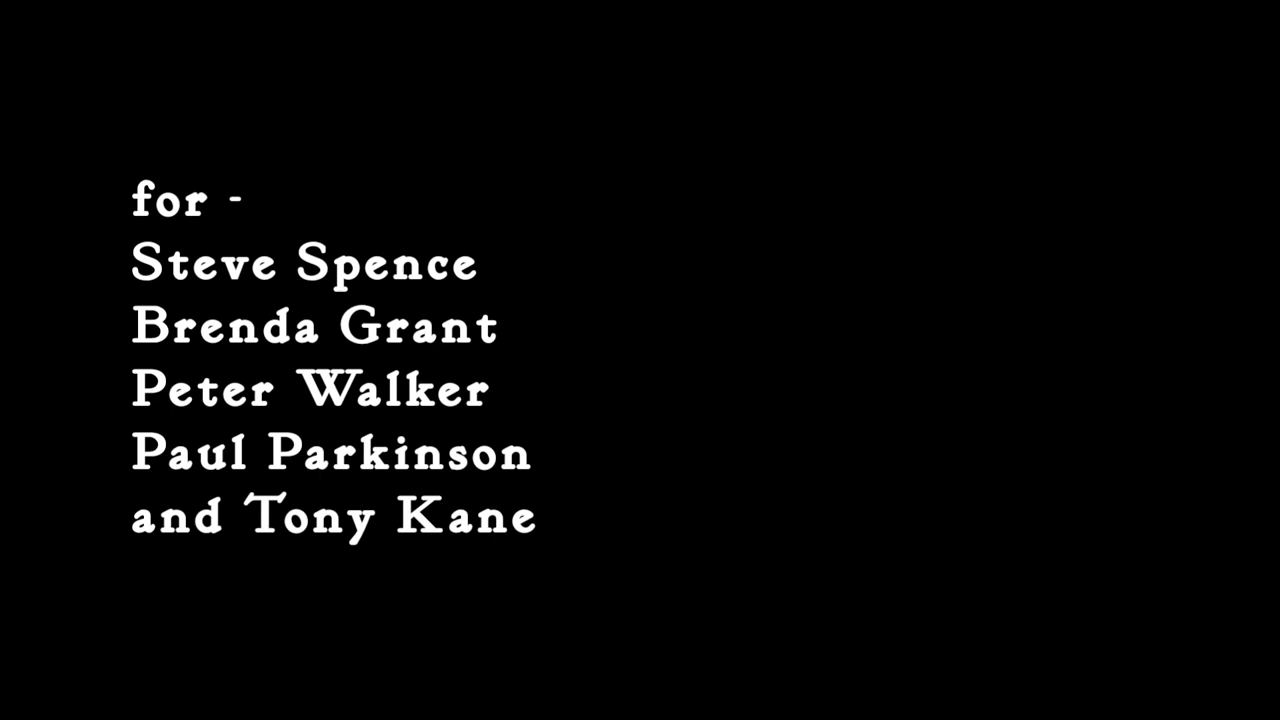 for -
Steve Spence
Brenda Grant
Peter Walker
Paul Parkinson
and Tony Kane